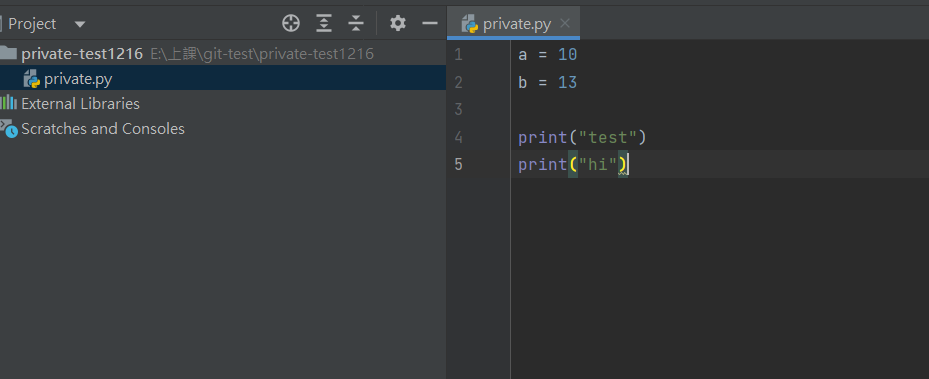 Project
private-test1216 E:\上課\git-test\private-test1216
private.py
External Libraries
Scratches and Consoles
private.py
1 a = 10
2 b = 13
3
4 print("test")
5 print("hi")